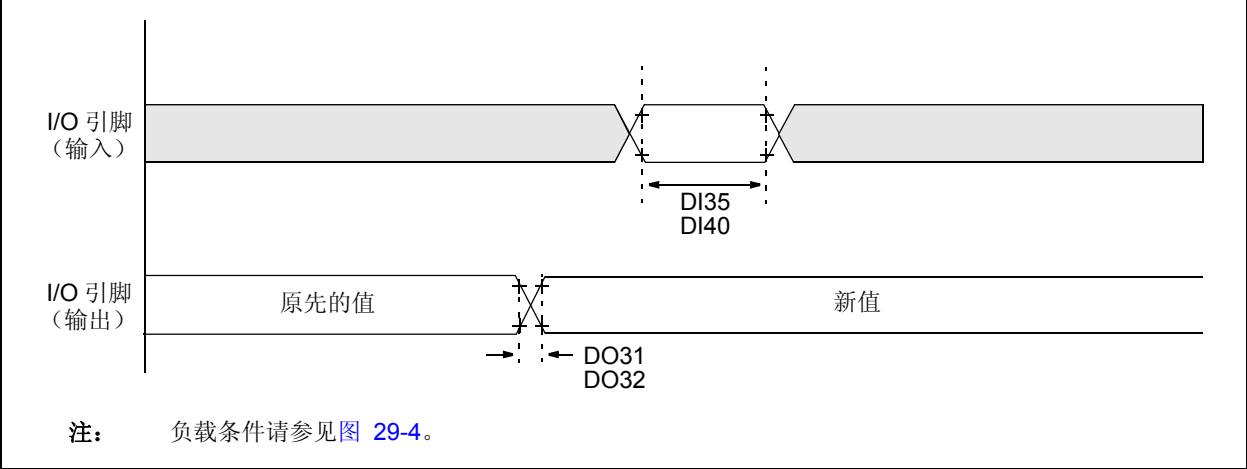 I/O 引脚
（输入）
DI35
DI40
I/O 引脚
（输出）
原先的值
新值
DO31
DO32
注： 负载条件请参见图 29-4。